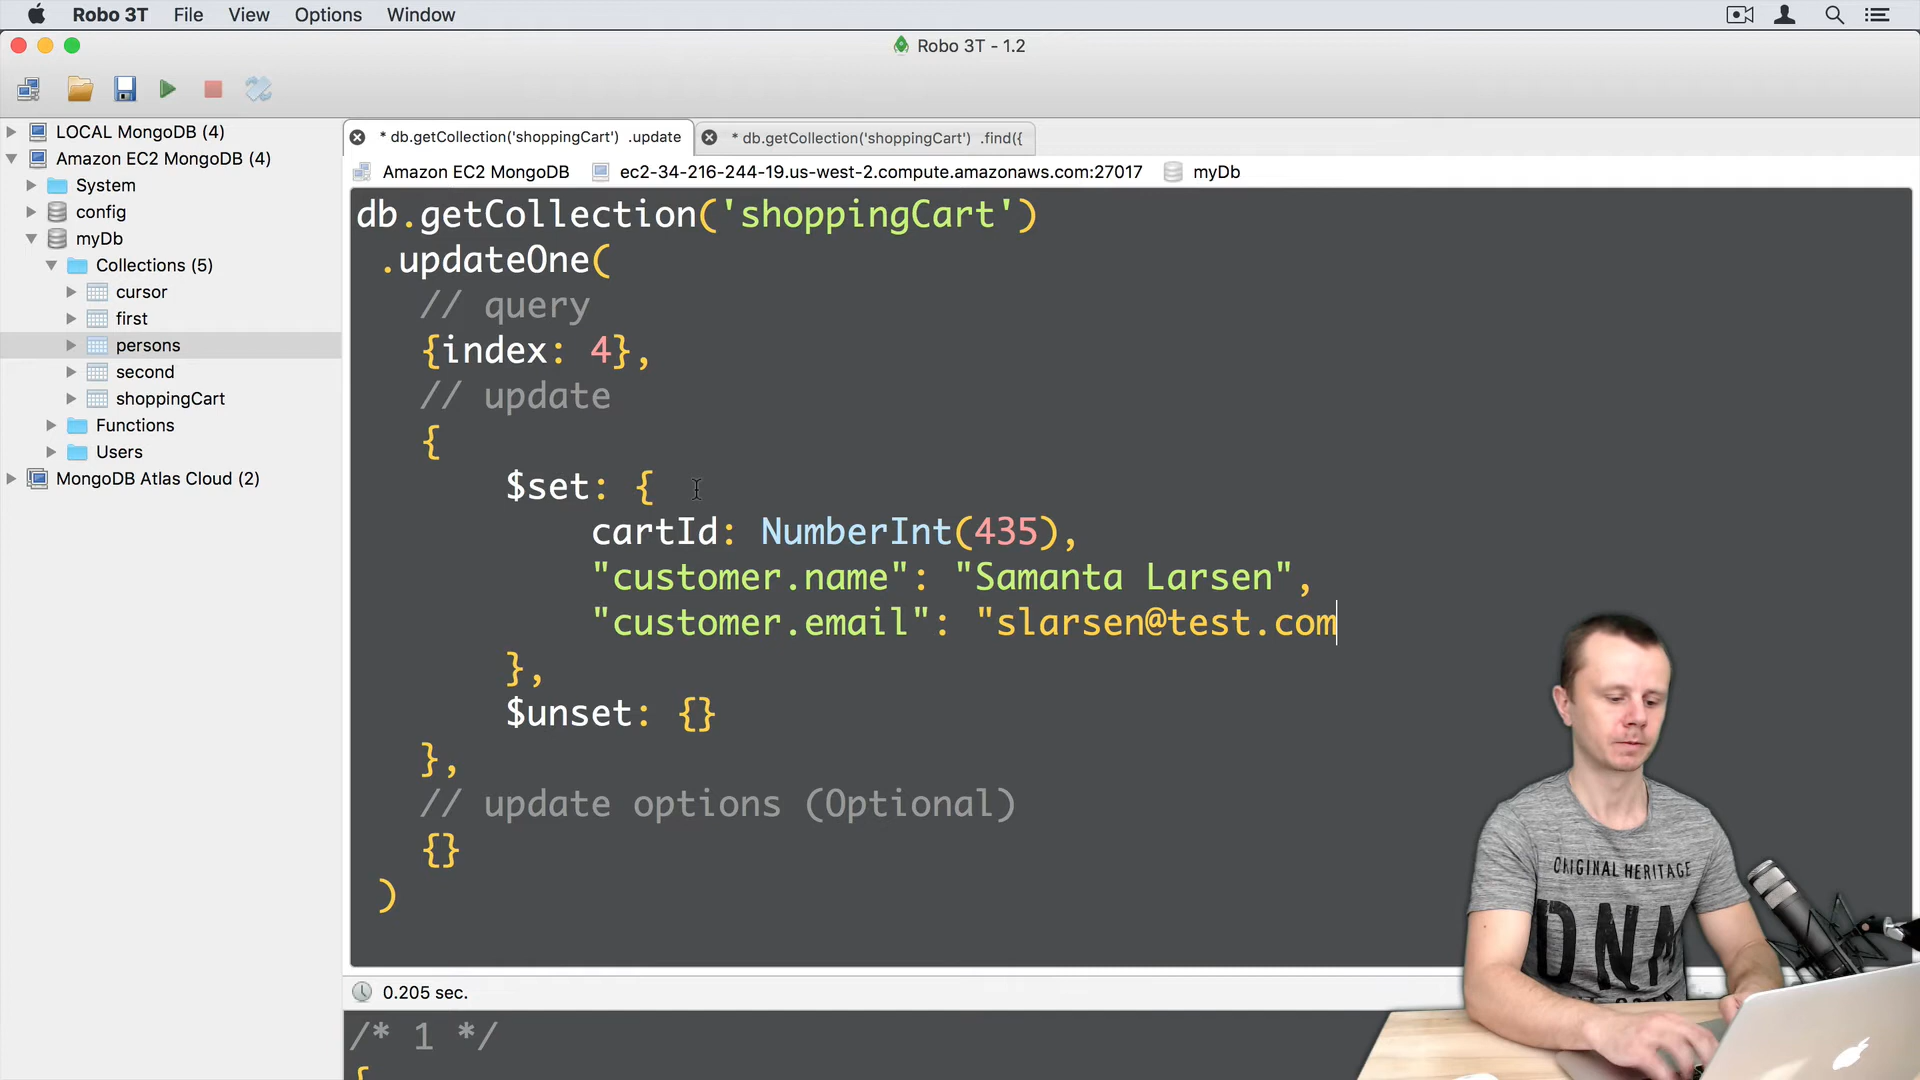 Robo 3T File View Options Window
Robo 3T - 1.2
LOCAL MongoDB (4)
Amazon EC2 MongoDB (4)
System
config
myDb
Collections (5)
cursor
first
persons
second
shoppingCart
Functions
Users
MongoDB Atlas Cloud (2)
* db.getCollection('shoppingCart') .update
* db.getCollection('shoppingCart') .find({
Amazon EC2 MongoDB ec2-34-216-244-19.us-west-2.compute.amazonaws.com:27017 myDb
db.getCollection('shoppingCart')
.updateOne(
// query
{index: 4},
// update
{
$set: {
cartId: NumberInt(435),
"customer.name": "Samanta Larsen",
"customer.email": "slarsen@test.com
},
$unset: {}
},
// update options (Optional)
{}
)
0.205 sec.
/* 1 */
{
ORIGINAL HERITAGE
DNM